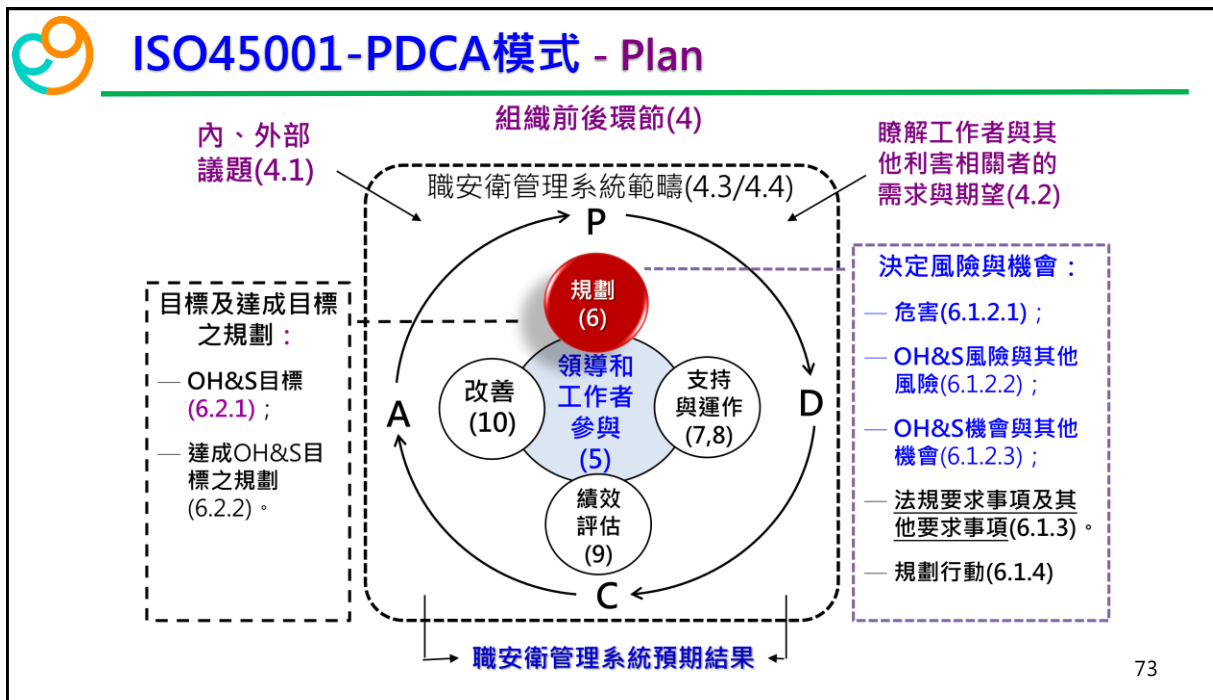 ISO45001-PDCA模式 - Plan
組織前後環節(4)
內、外部
議題(4.1)
瞭解工作者與其
他利害相關者的
需求與期望(4.2)
職安衛管理系統範疇(4.3/4.4)
P
規劃
(6)
目標及達成目標
之規劃：
— OH&S目標
(6.2.1)；
— 達成OH&S目
標之規劃
(6.2.2)。
A
改善
(10)
領導和
工作者
參與
(5)
支持
與運作
(7,8)
D
績效
評估
(9)
C
決定風險與機會：
— 危害(6.1.2.1)；
— OH&S風險與其他
風險(6.1.2.2)；
— OH&S機會與其他
機會(6.1.2.3)；
— 法規要求事項及其
他要求事項(6.1.3)。
— 規劃行動(6.1.4)
職安衛管理系統預期結果
73